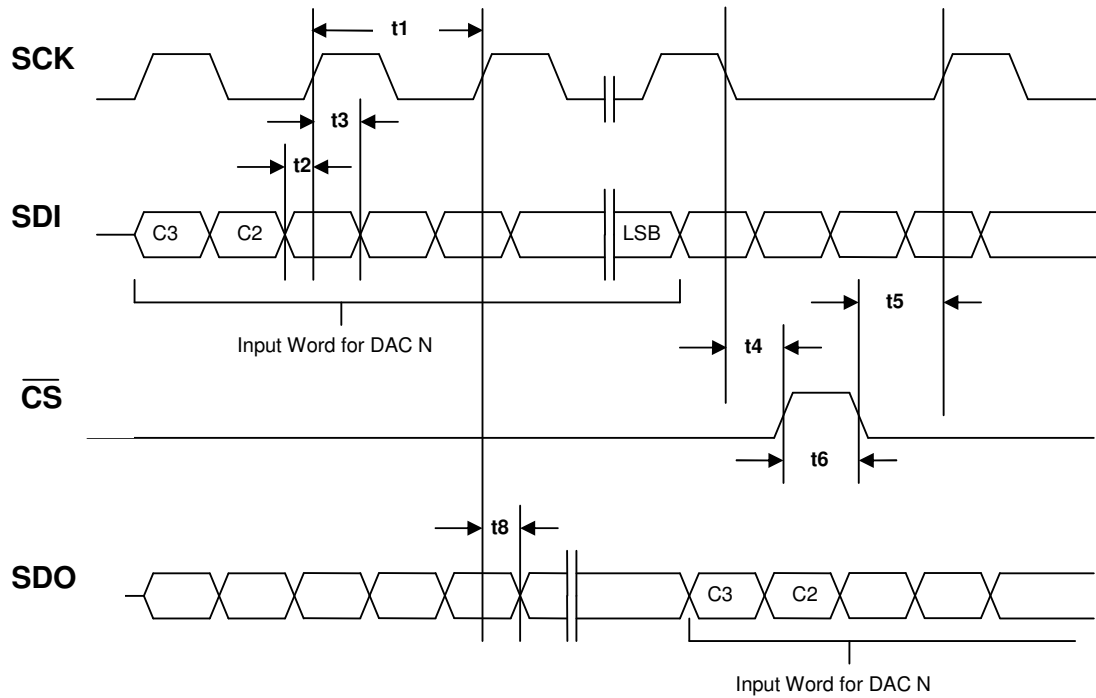 t1
SCK
t3
t2
SDI
C3
C2
LSB
t5
Input Word for DAC N
t4
CS
t6
t8
SDO
C3
C2
Input Word for DAC N